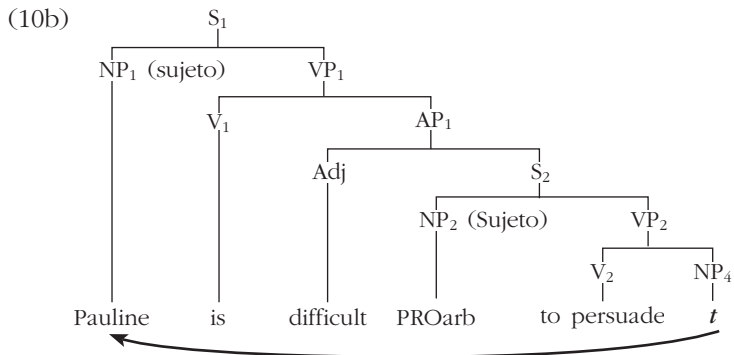 (10b) S₁
NP₁ (sujeto) VP₁
V₁ AP₁
Adj S₂
NP₂ (Sujeto) VP₂
V₂ NP₄
Pauline is difficult PROarb to persuade t